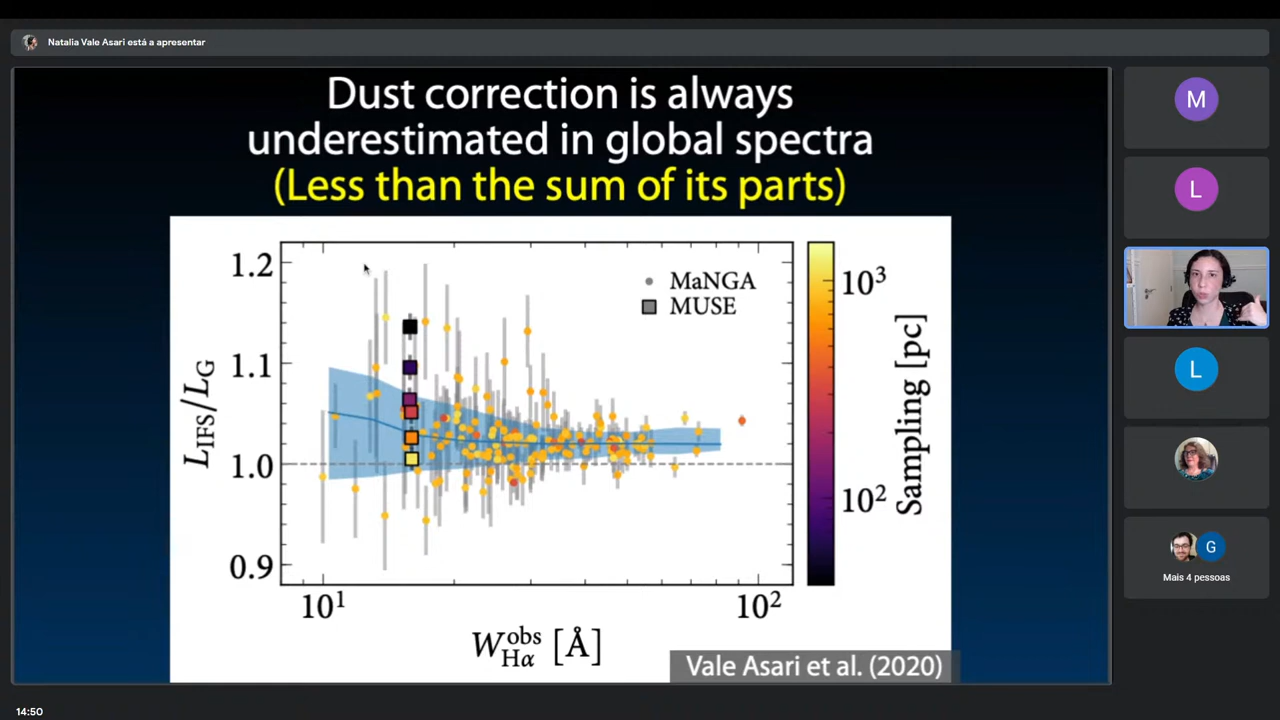 Natalia Vale Asari está a apresentar
Dust correction is always
underestimated in global spectra
(Less than the sum of its parts)
1.2
1.1
1.0
0.9
L_IFS/L_G
MaNGA
MUSE
10³
10²
Sampling [pc]
10¹
10²
W^obs_Hα [Å]
Vale Asari et al. (2020)
M
L
L
G
Mais 4 pessoas
14:50